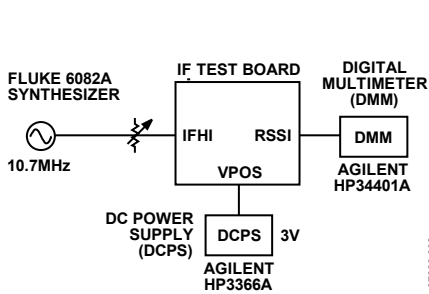 FLUKE 6082A
SYNTHESIZER
10.7MHz
IF TEST BOARD
IFHI
RSSI
VPOS
DIGITAL
MULTIMETER
(DMM)
DMM
AGILENT
HP34401A
DC POWER
SUPPLY
(DCPS)
DCPS
3V
AGILENT
HP3366A